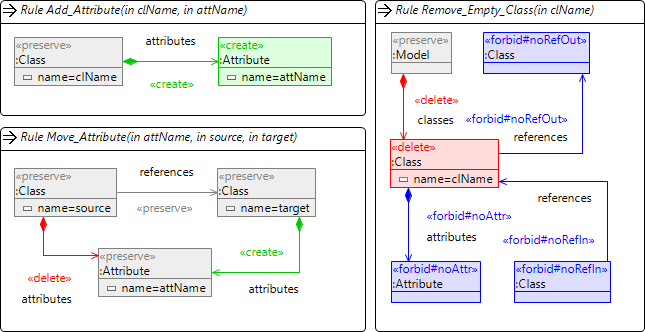 Rule Add_Attribute(in clName, in attName)
«preserve»
:Class
name=clName
attributes
«create»
«create»
:Attribute
name=attName
Rule Move_Attribute(in attName, in source, in target)
«preserve»
:Class
name=source
references
«preserve»
«preserve»
:Class
name=target
«delete»
attributes
«preserve»
:Attribute
name=attName
«create»
attributes
Rule Remove_Empty_Class(in clName)
«preserve»
:Model
«forbid#noRefOut»
:Class
«delete»
classes
«forbid#noRefOut»
references
«delete»
:Class
name=clName
references
«forbid#noAttr»
attributes
«forbid#noRefIn»
«forbid#noAttr»
:Attribute
«forbid#noRefIn»
:Class